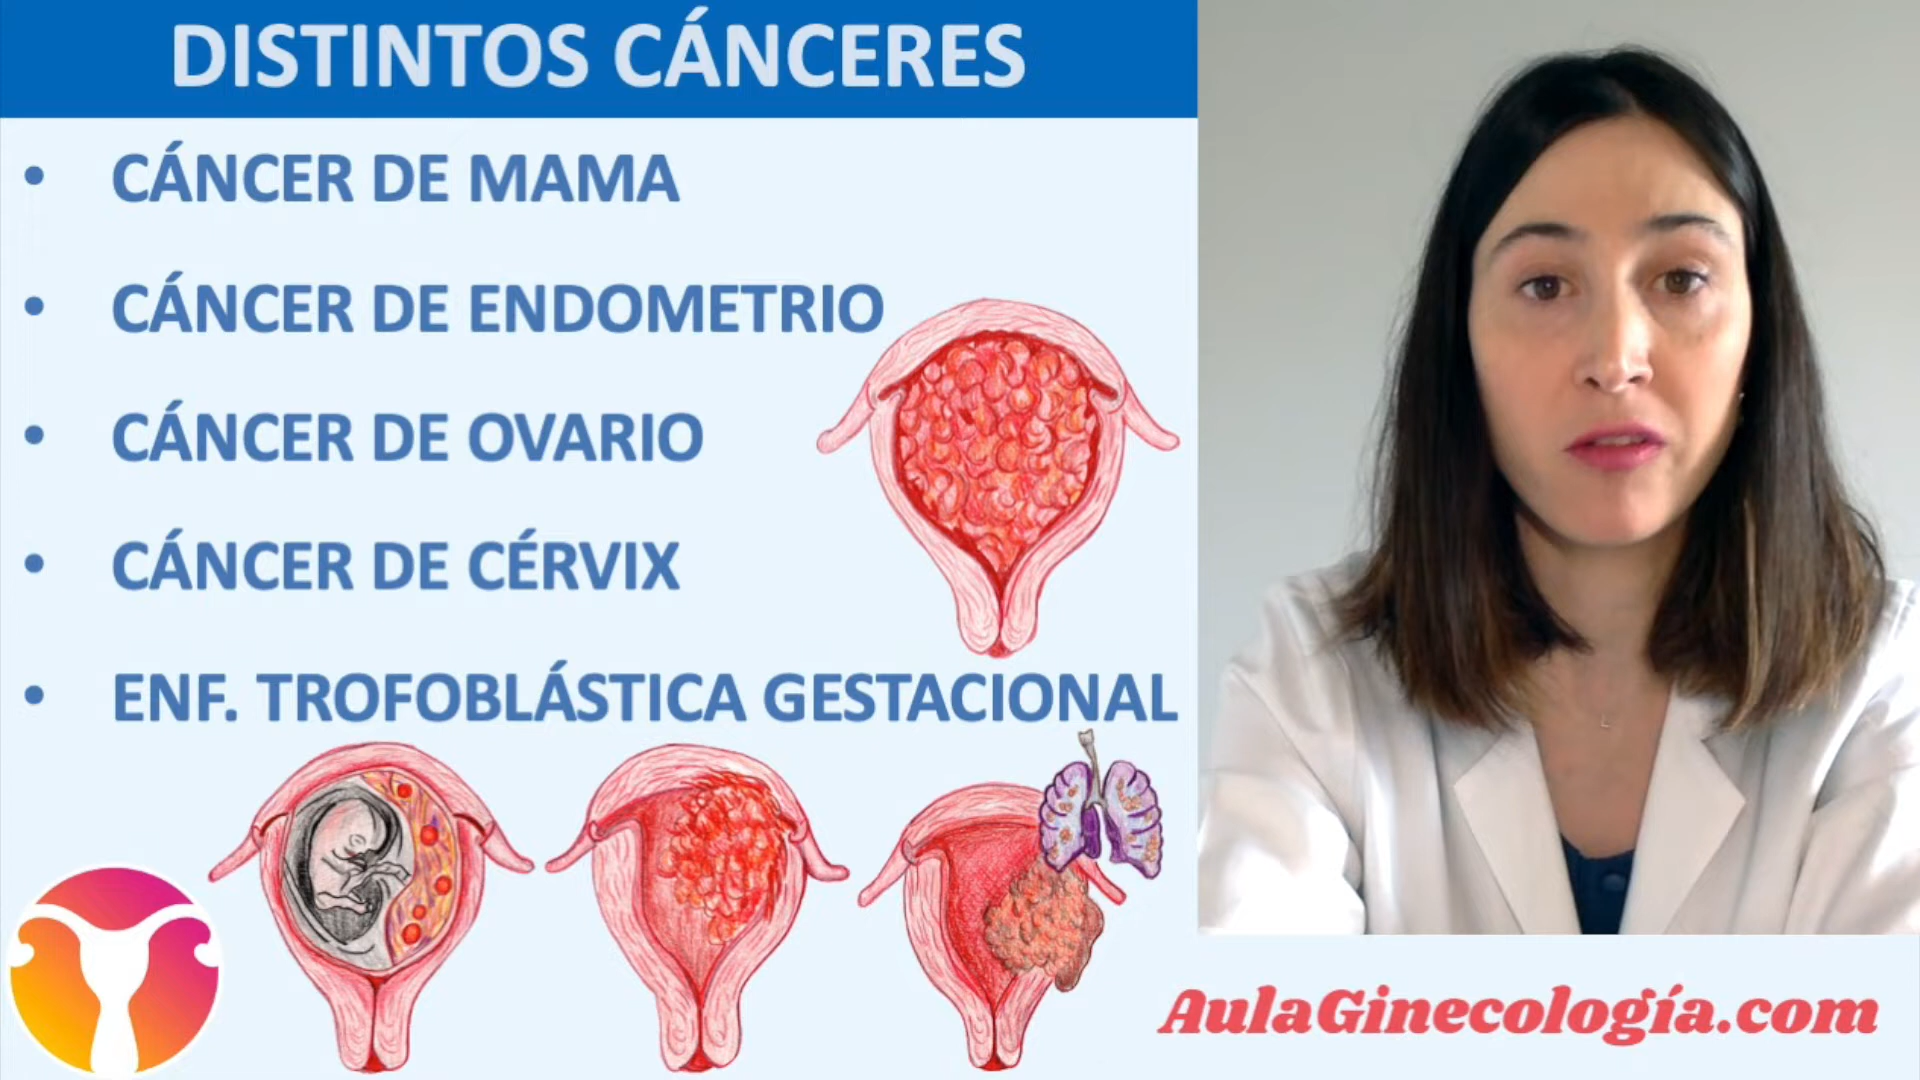 DISTINTOS CÁNCERES
• CÁNCER DE MAMA
• CÁNCER DE ENDOMETRIO
• CÁNCER DE OVARIO
• CÁNCER DE CÉRVIX
• ENF. TROFOBLÁSTICA GESTACIONAL
AulaGinecología.com